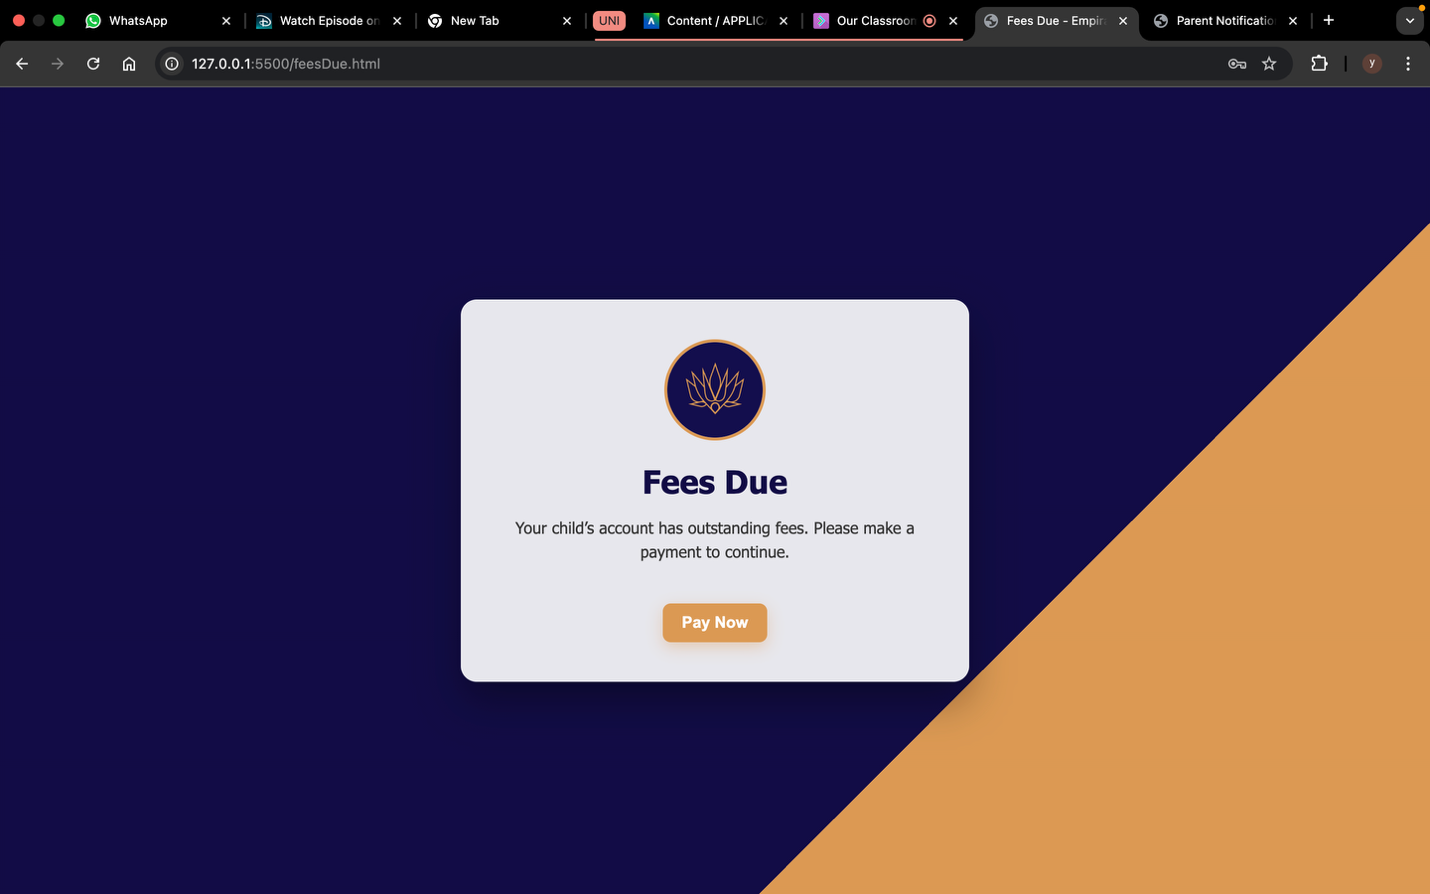 WhatsApp
Watch Episode on
New Tab
UNI
Content / APPLIC
Our Classroom
Fees Due - Empir
Parent Notificatio
127.0.0.1:5500/feesDue.html
y
Fees Due
Your child’s account has outstanding fees. Please make a
payment to continue.
Pay Now